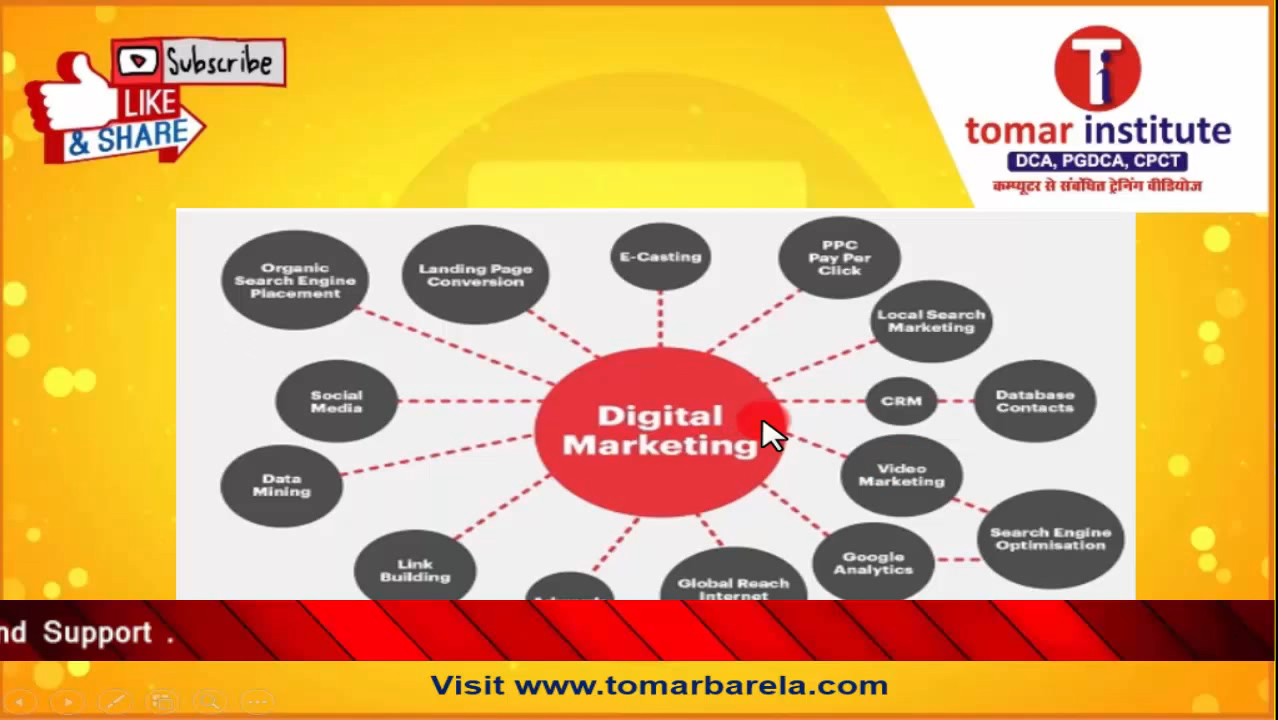 Subscribe
LIKE
& SHARE
tomar institute
DCA, PGDCA, CPCT
कम्प्यूटर से संबंधित ट्रेनिंग वीडियोज
Organic
Search Engine
Placement
Landing Page
Conversion
E-Casting
PPC
Pay Per
Click
Local Search
Marketing
Social
Media
Digital
Marketing
CRM
Database
Contacts
Data
Mining
Video
Marketing
Search Engine
Optimisation
Link
Building
Google
Analytics
Global Reach
Internet
nd Support .
Visit www.tomarbarela.com